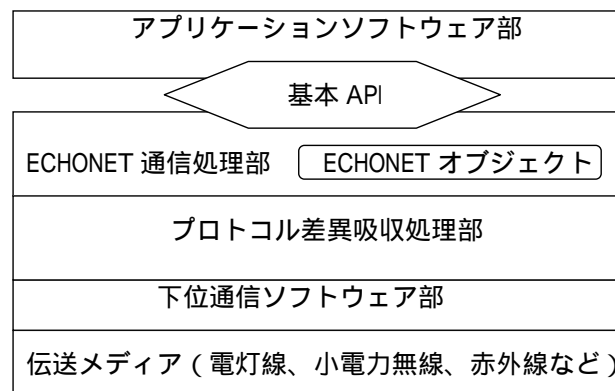 アプリケーションソフトウェア部
基本 API
ECHONET 通信処理部 ECHONET オブジェクト
プロトコル差異吸収処理部
下位通信ソフトウェア部
伝送メディア(電灯線、小電力無線、赤外線など)